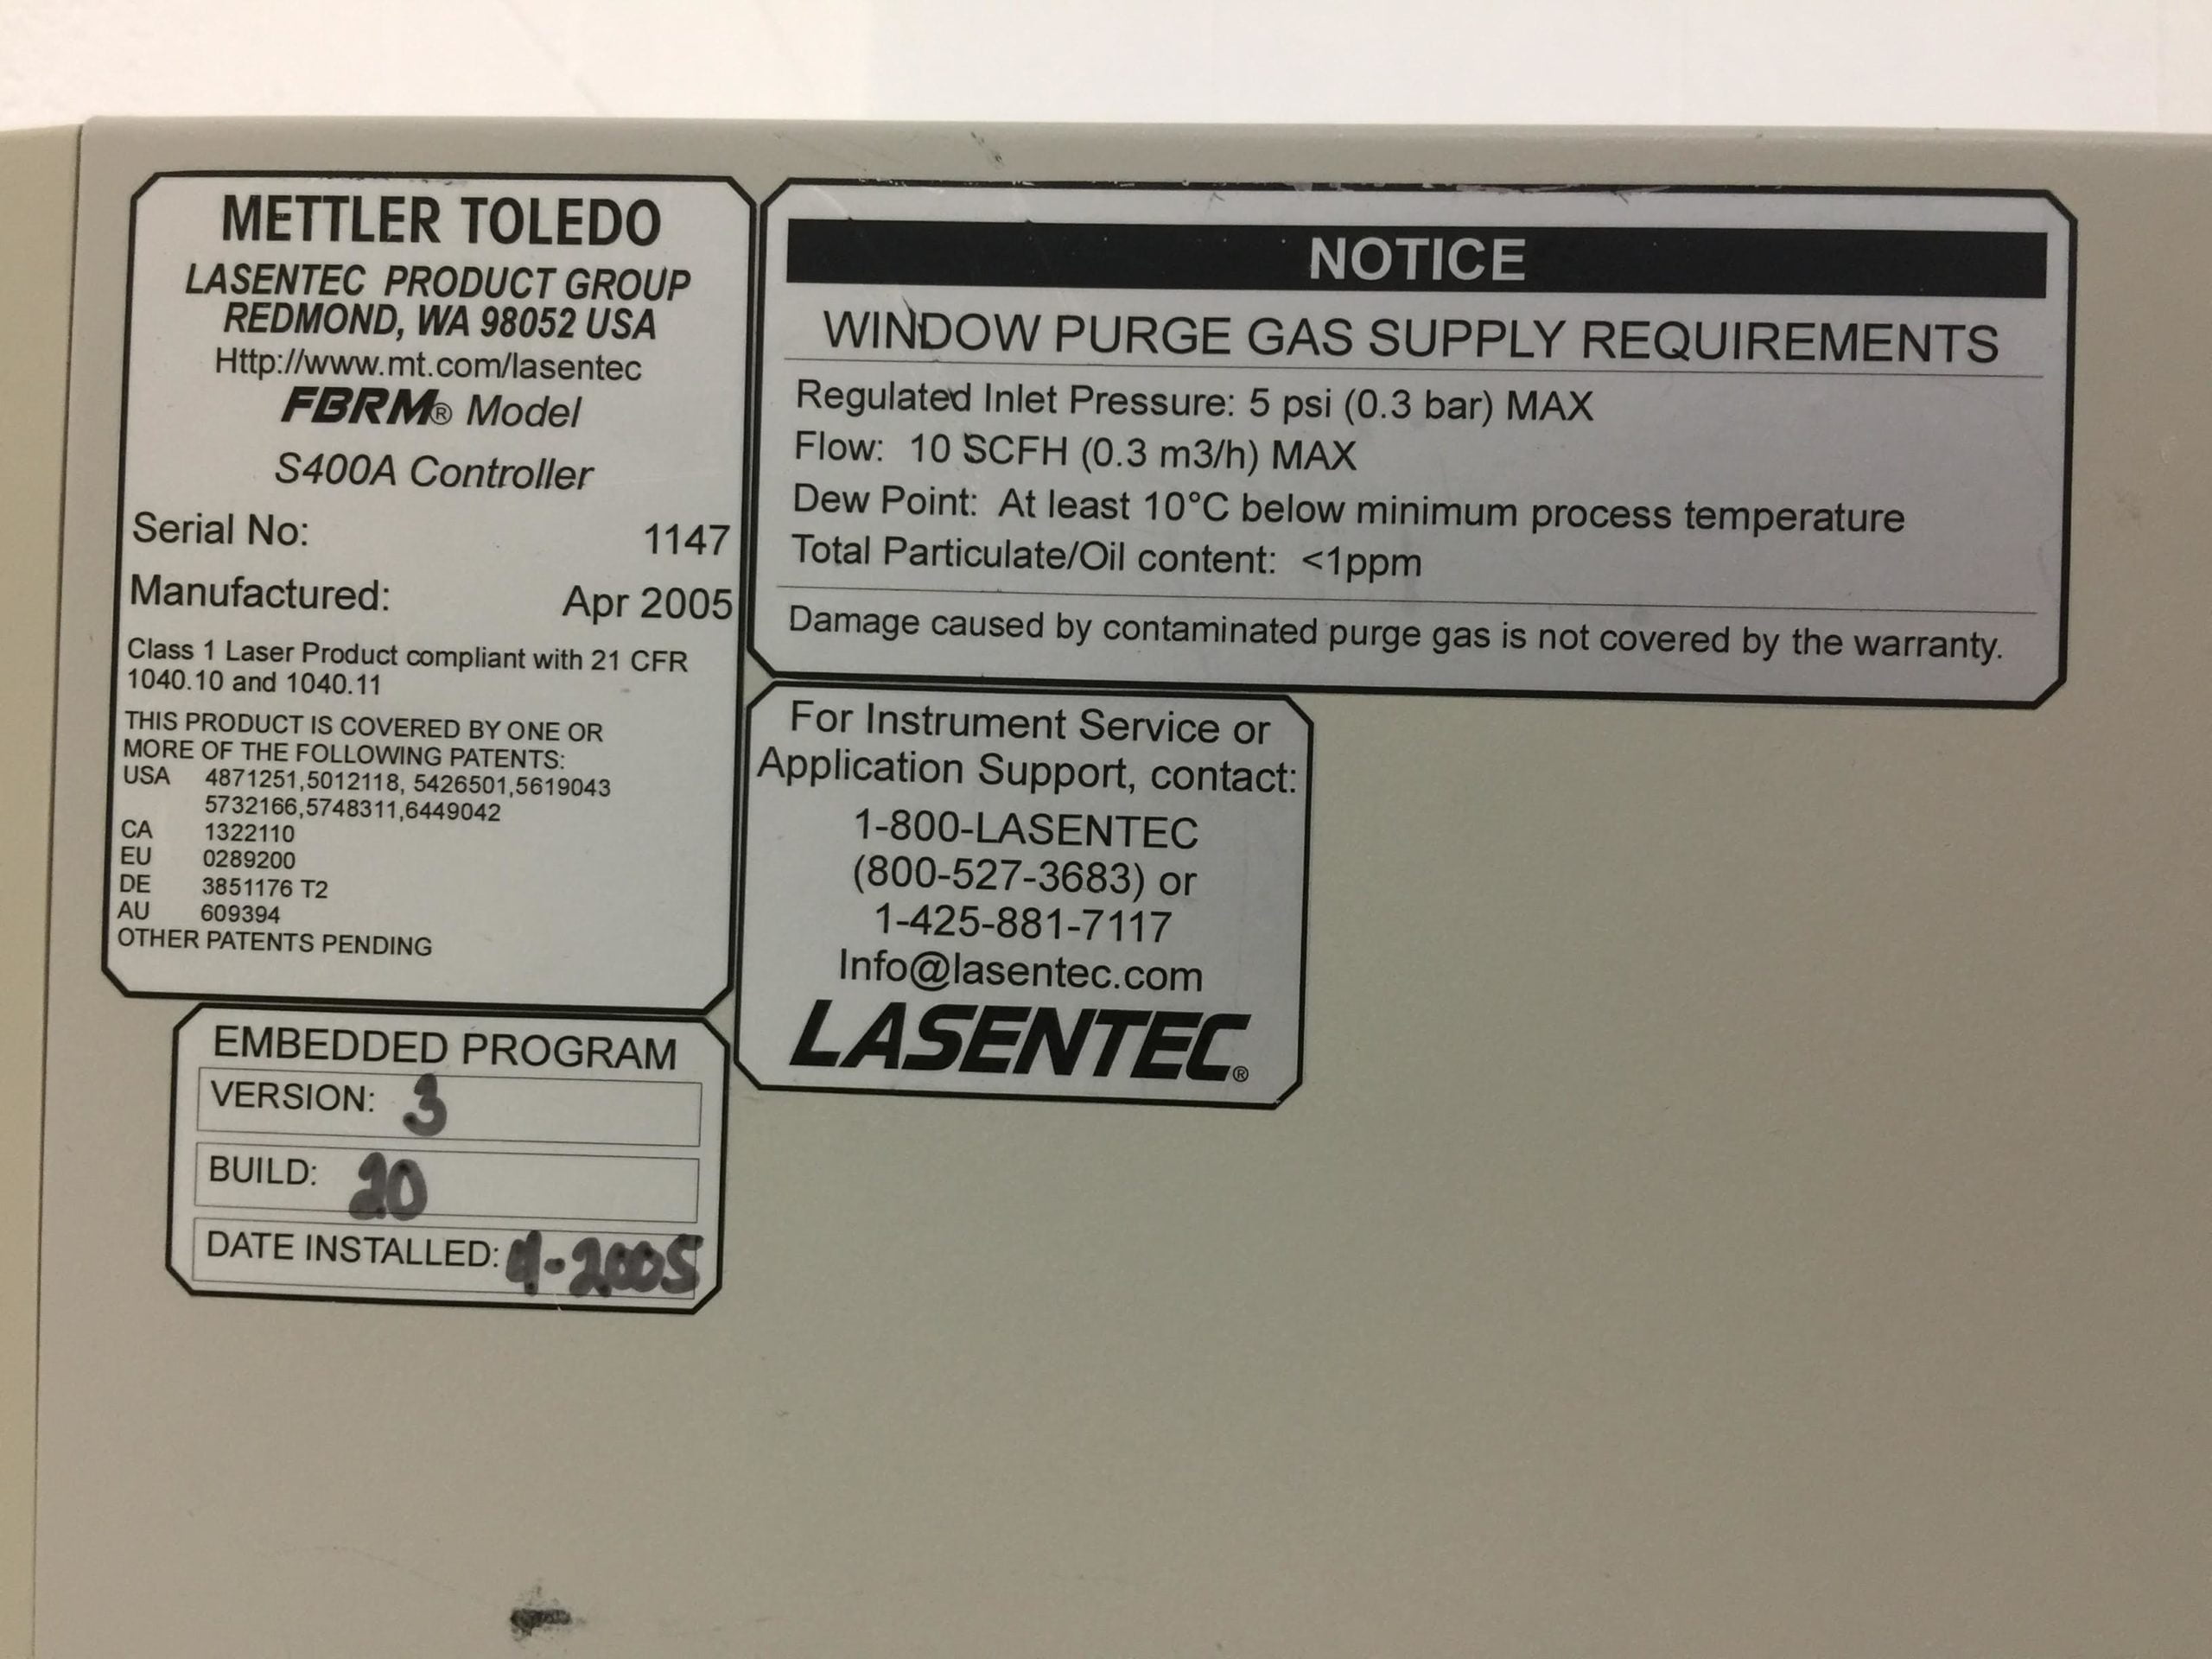 METTLER TOLEDO
LASENTEC PRODUCT GROUP
REDMOND, WA 98052 USA
Http://www.mt.com/lasentec
FBRM® Model
S400A Controller
Serial No: 1147
Manufactured: Apr 2005
Class 1 Laser Product compliant with 21 CFR
1040.10 and 1040.11
THIS PRODUCT IS COVERED BY ONE OR
MORE OF THE FOLLOWING PATENTS:
USA 4871251,5012118, 5426501,5619043
5732166,5748311,6449042
CA 1322110
EU 0289200
DE 3851176 T2
AU 609394
OTHER PATENTS PENDING
NOTICE
WINDOW PURGE GAS SUPPLY REQUIREMENTS
Regulated Inlet Pressure: 5 psi (0.3 bar) MAX
Flow: 10 SCFH (0.3 m3/h) MAX
Dew Point: At least 10°C below minimum process temperature
Total Particulate/Oil content: <1ppm
Damage caused by contaminated purge gas is not covered by the warranty.
For Instrument Service or
Application Support, contact:
1-800-LASENTEC
(800-527-3683) or
1-425-881-7117
Info@lasentec.com
LASENTEC®
EMBEDDED PROGRAM
VERSION: 3
BUILD: 20
DATE INSTALLED: 4-2005